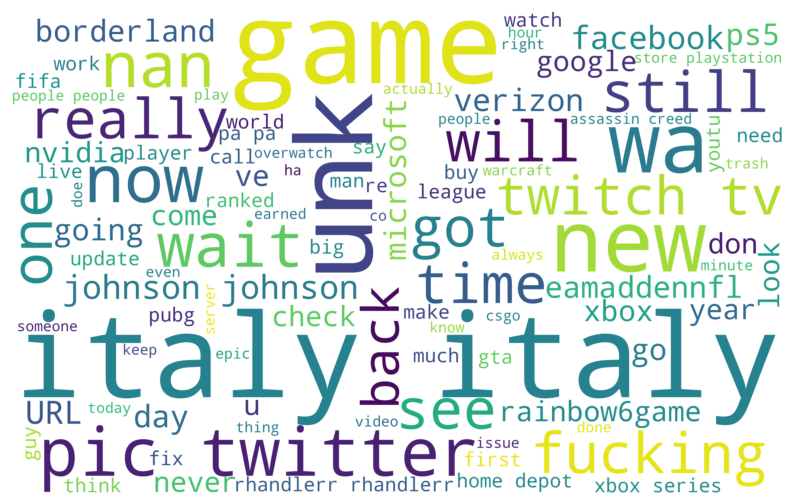 borderland
game
watch
hour
right
facebook
ps5
work
nan
google
store playstation
fifa
people people
play
actually
verizon
still
really
world
pa pa
unk
people
assassin creed
will
wa
youtu
need
nvidia
player
call
overwatch
say
microsoft
buy
trash
live
doe
now
ve
ha
man
re
league
warcraft
twitch tv
one
come
ranked
earned
co
got
new
don
going
wait
big
always
minute
update
even
time
eamaddennfl
look
johnson johnson
back
xbox
year
someone
pubg
server
check
make
know
csgo
italy italy
keep
epic
much
gta
go
URL
today
day
u
thing
video
see
rainbow6game
guy
pic twitter
fix
issue
first
done
fucking
think
never
rhandlerr rhandlerr
home depot
xbox series